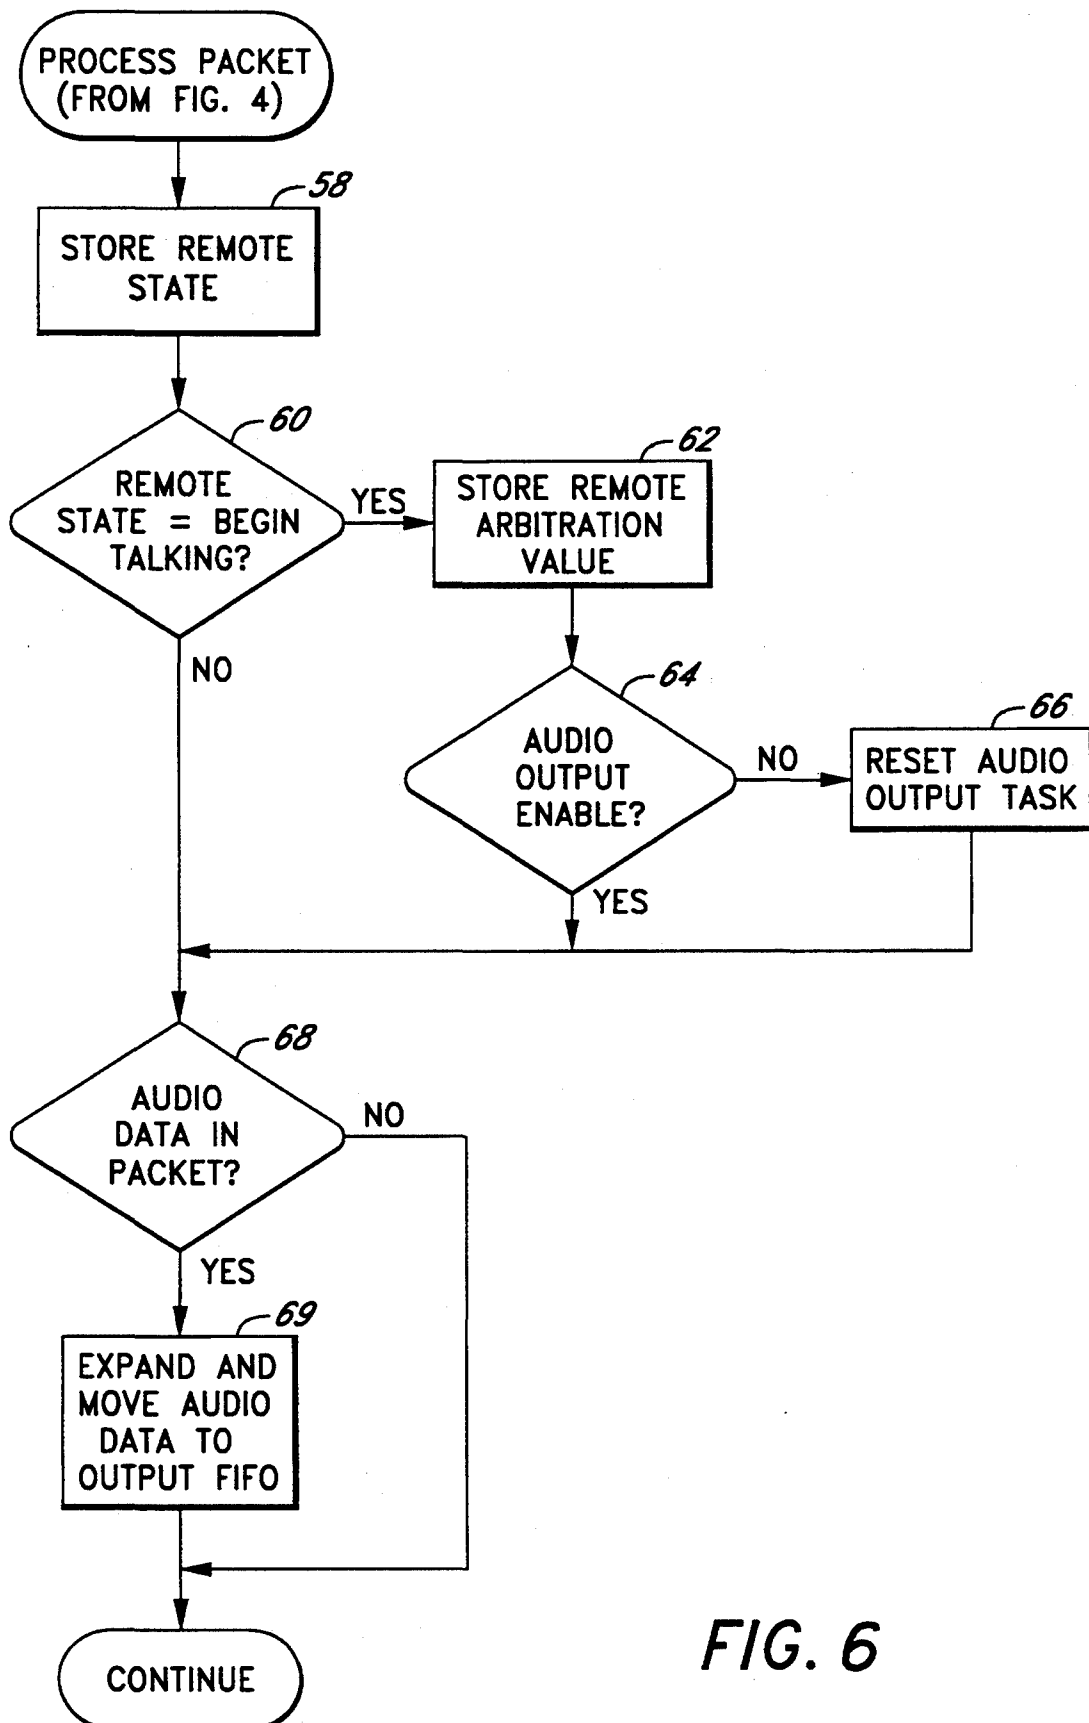 PROCESS PACKET
(FROM FIG. 4)
58
STORE REMOTE
STATE
60
REMOTE
STATE = BEGIN
TALKING?
YES
62
STORE REMOTE
ARBITRATION
VALUE
NO
64
AUDIO
OUTPUT
ENABLE?
NO
66
RESET AUDIO
OUTPUT TASK
YES
68
AUDIO
DATA IN
PACKET?
NO
YES
69
EXPAND AND
MOVE AUDIO
DATA TO
OUTPUT FIFO
CONTINUE
FIG. 6